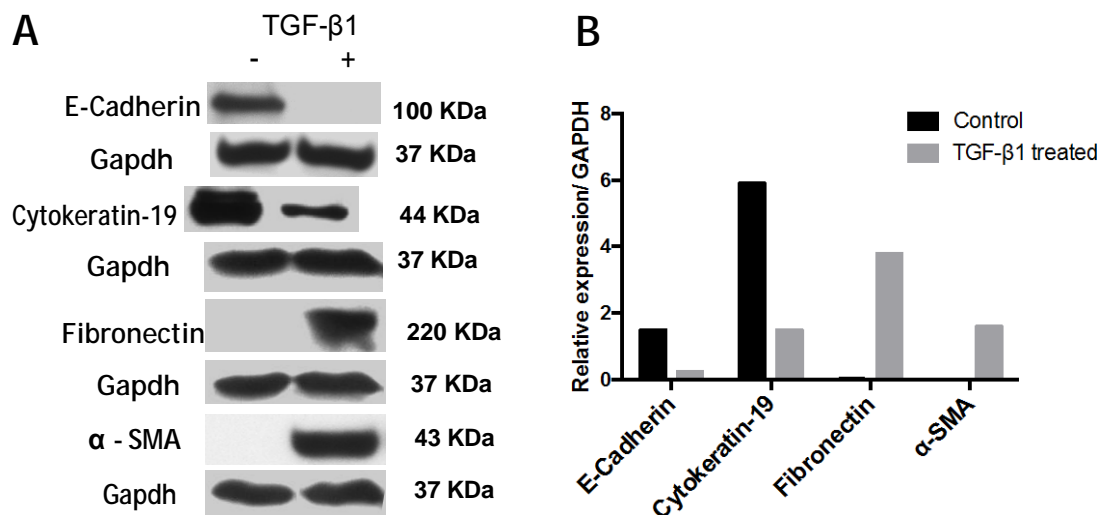 A
TGF-β1
- +
E-Cadherin 100 KDa
Gapdh 37 KDa
Cytokeratin-19 44 KDa
Gapdh 37 KDa
Fibronectin 220 KDa
Gapdh 37 KDa
α - SMA 43 KDa
Gapdh 37 KDa
B
Relative expression/ GAPDH
8
6
4
2
0
Control
TGF-β1 treated
E-Cadherin
Cytokeratin-19
Fibronectin
α-SMA